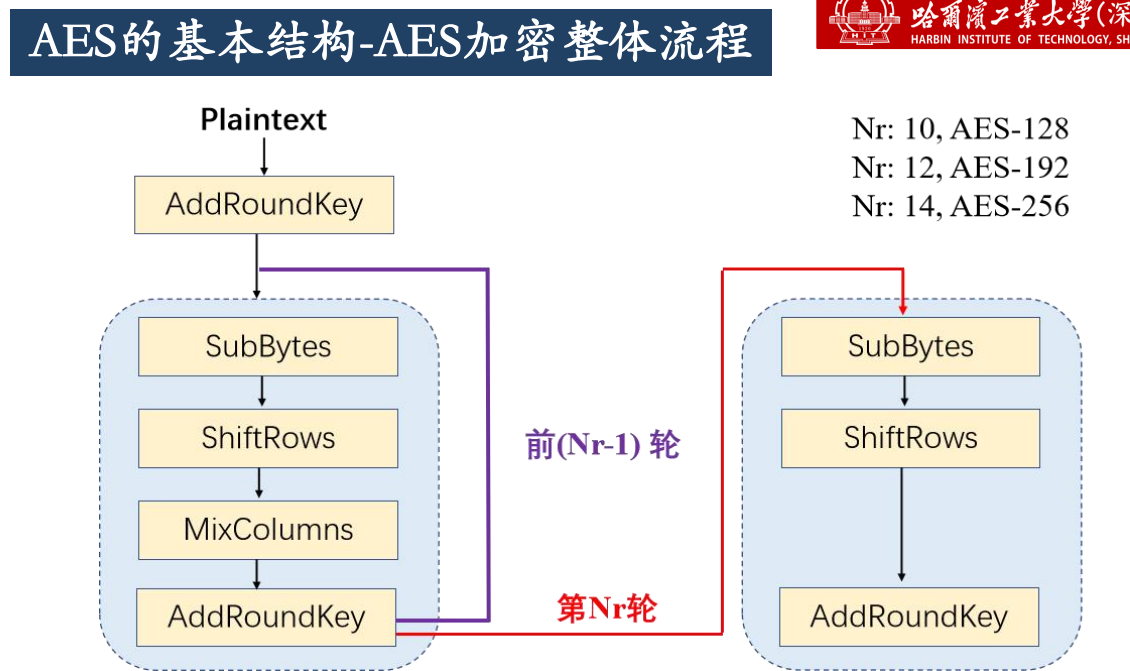 AES的基本结构-AES加密整体流程
哈爾濱工業大學(深
HARBIN INSTITUTE OF TECHNOLOGY, SH
HIT
Plaintext
Nr: 10, AES-128
Nr: 12, AES-192
Nr: 14, AES-256
AddRoundKey
SubBytes
ShiftRows
MixColumns
AddRoundKey
前(Nr-1) 轮
第Nr轮
SubBytes
ShiftRows
AddRoundKey